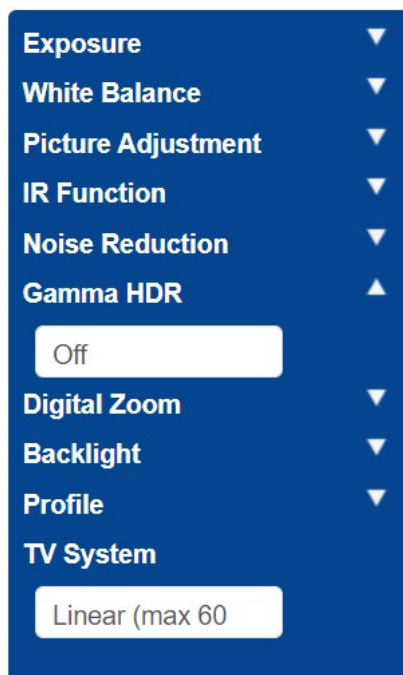 Exposure
White Balance
Picture Adjustment
IR Function
Noise Reduction
Gamma HDR
Off
Digital Zoom
Backlight
Profile
TV System
Linear (max 60